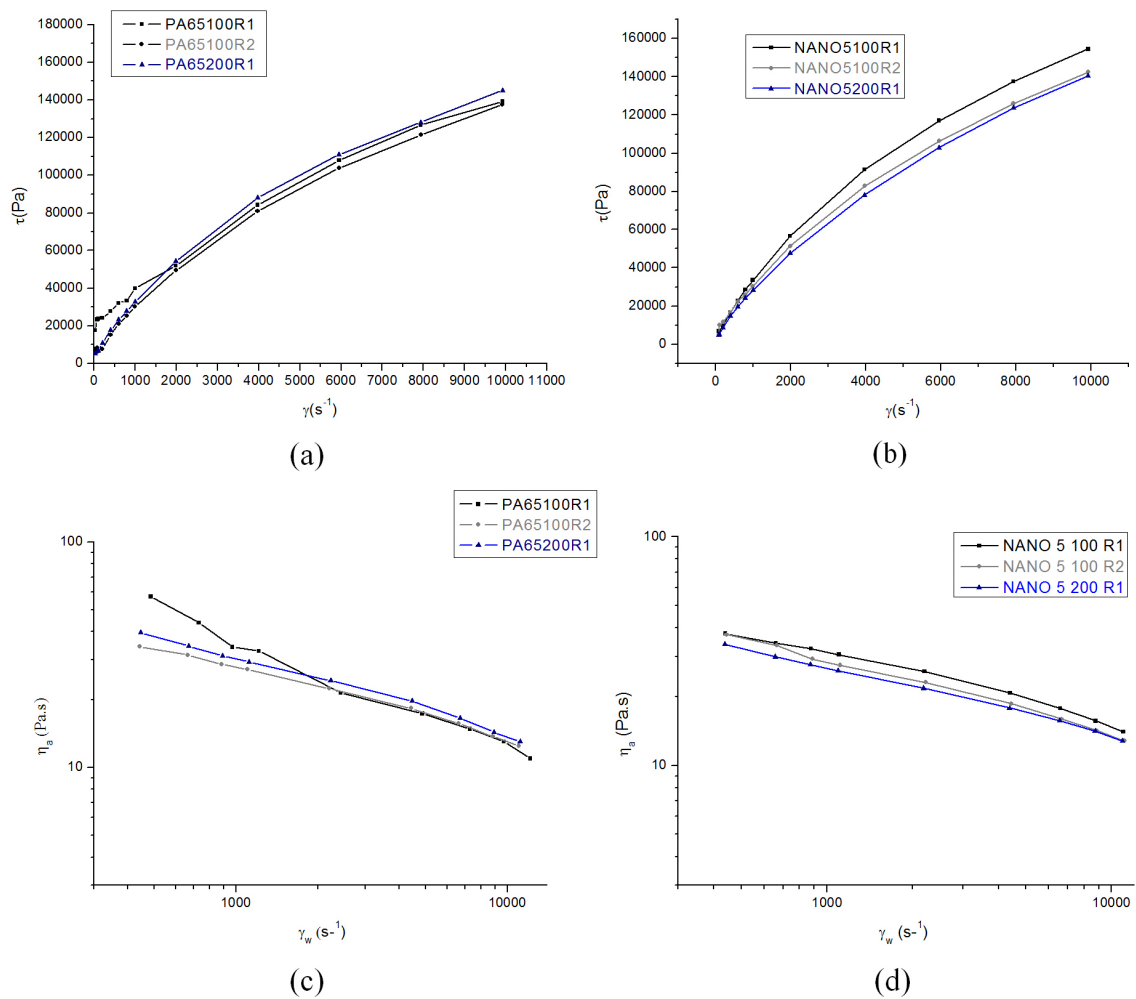 PA65100R1
PA65100R2
PA65200R1
180000
160000
140000
120000
100000
80000
60000
40000
20000
0
τ(Pa)
0 1000 2000 3000 4000 5000 6000 7000 8000 9000 10000 11000
γ(s⁻¹)
(a)
NANO5100R1
NANO5100R2
NANO5200R1
160000
140000
120000
100000
80000
60000
40000
20000
0
τ(Pa)
0 2000 4000 6000 8000 10000
γ(s⁻¹)
(b)
PA65100R1
PA65100R2
PA65200R1
100
10
ηa (Pa.s)
1000 10000
γw (s-¹)
(c)
NANO 5 100 R1
NANO 5 100 R2
NANO 5 200 R1
100
10
ηa (Pa.s)
1000 10000
γw (s-¹)
(d)